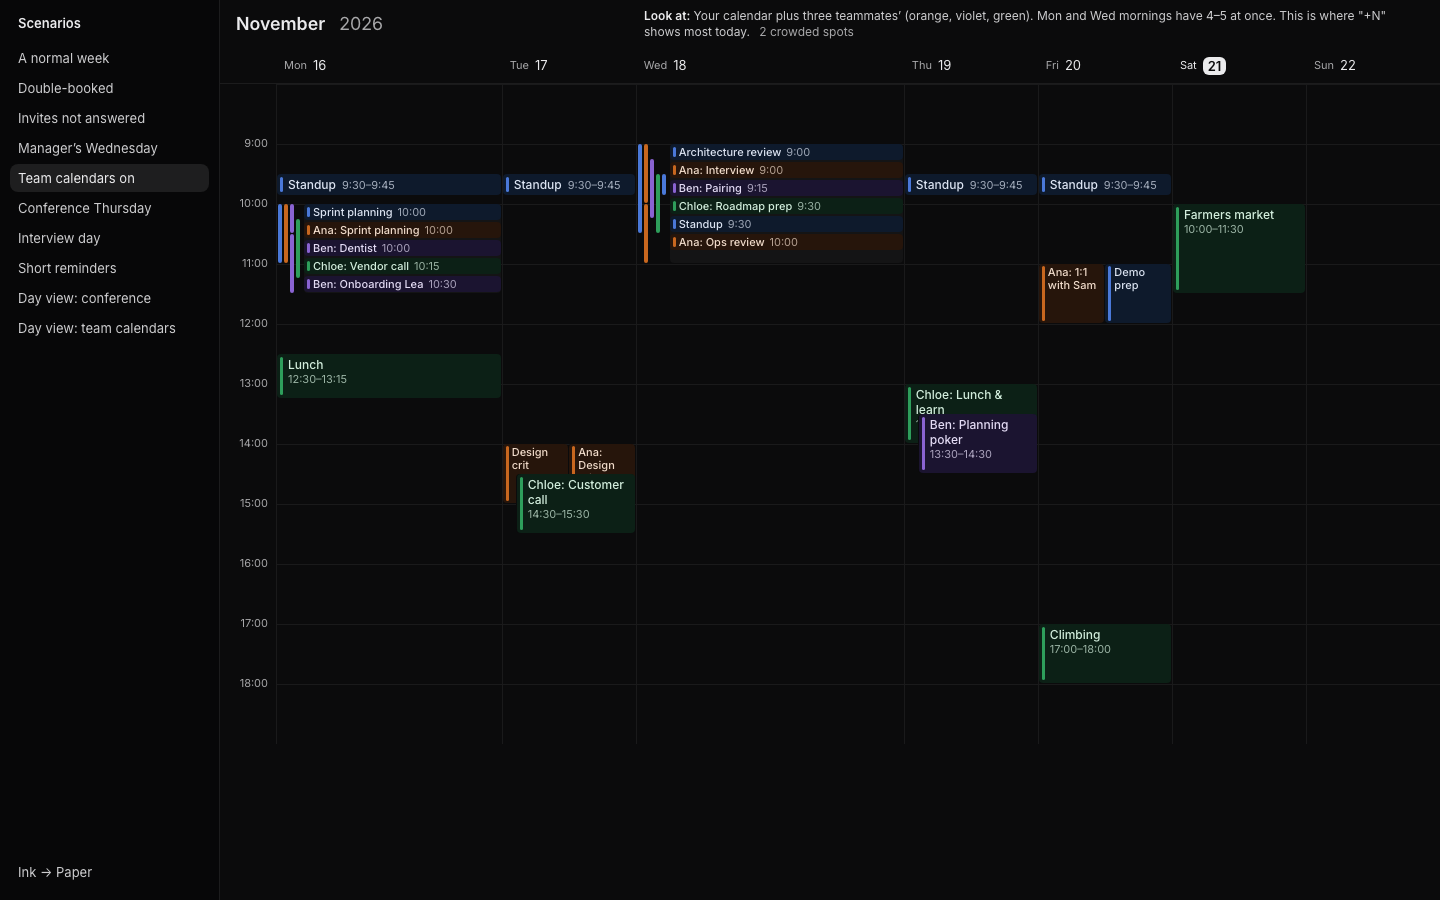 Scenarios
A normal week
Double-booked
Invites not answered
Manager’s Wednesday
Team calendars on
Conference Thursday
Interview day
Short reminders
Day view: conference
Day view: team calendars
Ink → Paper
November 2026
Look at: Your calendar plus three teammates’ (orange, violet, green). Mon and Wed mornings have 4–5 at once. This is where "+N"
shows most today. 2 crowded spots
Mon 16
Tue 17
Wed 18
Thu 19
Fri 20
Sat 21
Sun 22
9:00
10:00
11:00
12:00
13:00
14:00
15:00
16:00
17:00
18:00
Standup 9:30–9:45
Sprint planning 10:00
Ana: Sprint planning 10:00
Ben: Dentist 10:00
Chloe: Vendor call 10:15
Ben: Onboarding Lea 10:30
Lunch
12:30–13:15
Standup 9:30–9:45
Design
crit
Ana:
Design
Chloe: Customer
call
14:30–15:30
Architecture review 9:00
Ana: Interview 9:00
Ben: Pairing 9:15
Chloe: Roadmap prep 9:30
Standup 9:30
Ana: Ops review 10:00
Standup 9:30–9:45
Chloe: Lunch &
learn
Ben: Planning
poker
13:30–14:30
Standup 9:30–9:45
Ana: 1:1
with Sam
Demo
prep
Climbing
17:00–18:00
Farmers market
10:00–11:30